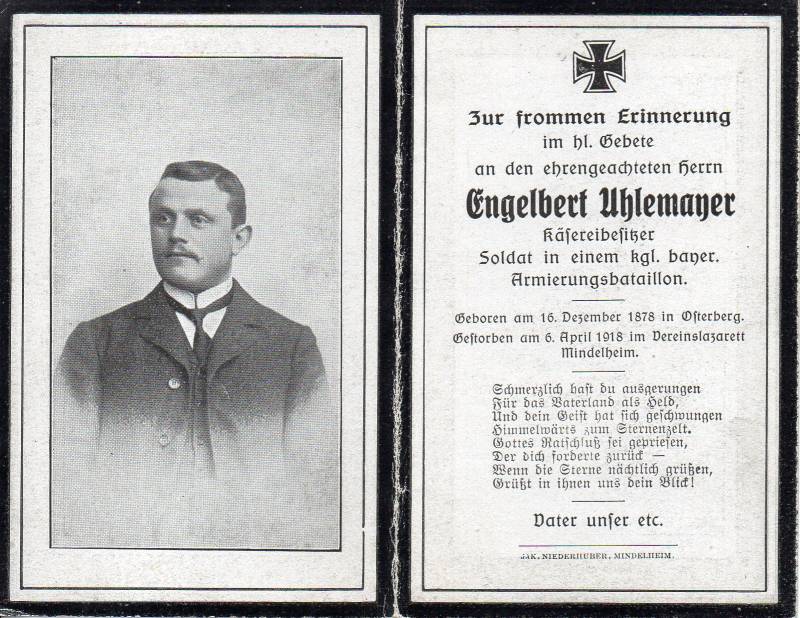 Zur frommen Erinnerung
im hl. Gebete
an den ehrengeachteten Herrn
Engelbert Uhlemayer
Käsereibesitzer
Soldat in einem kgl. bayer.
Armierungsbataillon.
Geboren am 16. Dezember 1878 in Osterberg.
Gestorben am 6. April 1918 im Vereinslazarett
Mindelheim.
Schmerzlich hast du ausgerungen
Für das Vaterland als Held,
Und dein Geist hat sich geschwungen
Himmelwärts zum Sternenzelt.
Gottes Ratschluß sei gepriesen,
Der dich forderte zurück —
Wenn die Sterne nächtlich grüßen,
Grüßt in ihnen uns dein Blick!
Vater unser etc.
JAK. NIEDERHUBER, MINDELHEIM.